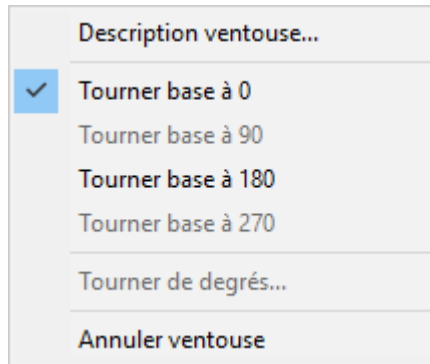 Description ventouse...
Tourner base à 0
Tourner base à 90
Tourner base à 180
Tourner base à 270
Tourner de degrés...
Annuler ventouse